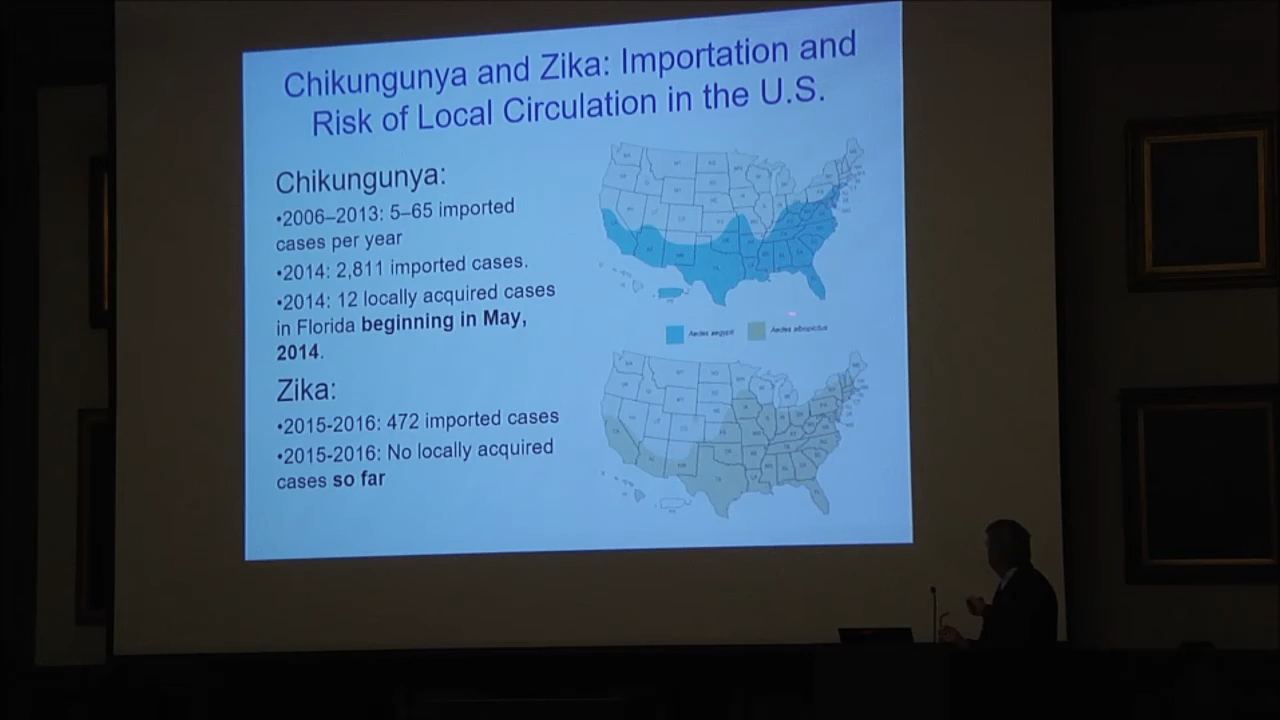 Chikungunya and Zika: Importation and
Risk of Local Circulation in the U.S.
Chikungunya:
•2006–2013: 5–65 imported
cases per year
•2014: 2,811 imported cases.
•2014: 12 locally acquired cases
in Florida beginning in May,
2014.
Zika:
•2015-2016: 472 imported cases
•2015-2016: No locally acquired
cases so far
Aedes aegypti
Aedes albopictus